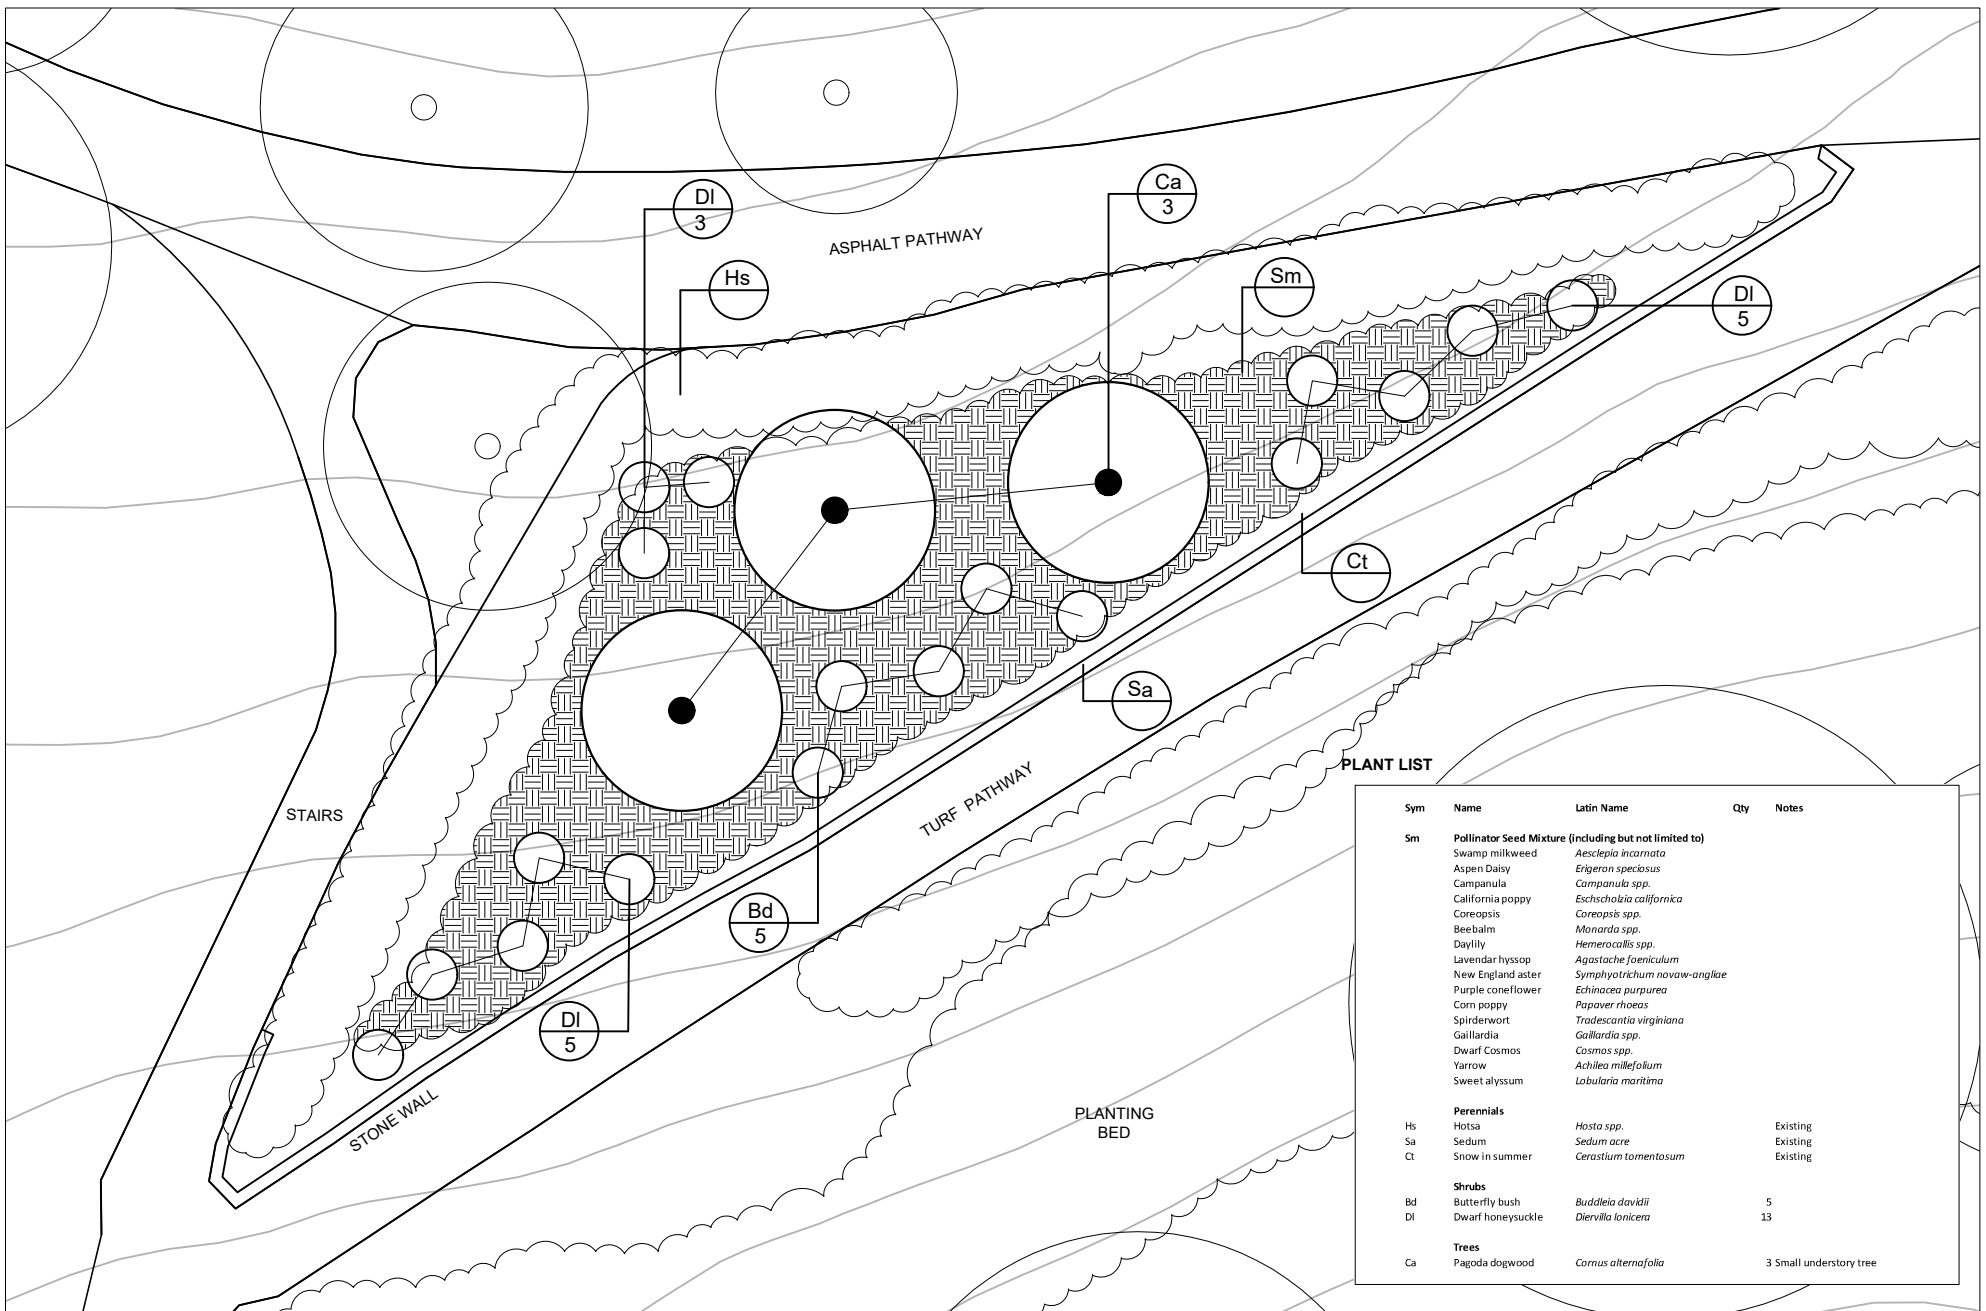 Dl
3
Ca
3
ASPHALT PATHWAY
Hs
Sm
Dl
5
Ct
Sa
STAIRS
TURF PATHWAY
Bd
5
Dl
5
STONE WALL
PLANTING
BED
PLANT LIST
Sym Name Latin Name Qty Notes
Sm Pollinator Seed Mixture (including but not limited to)
Swamp milkweed Aesclepia incarnata
Aspen Daisy Erigeron speciosus
Campanula Campanula spp.
California poppy Eschscholzia californica
Coreopsis Coreopsis spp.
Beebalm Monarda spp.
Daylily Hemerocallis spp.
Lavendar hyssop Agastache foeniculum
New England aster Symphyotrichum novaw-angliae
Purple coneflower Echinacea purpurea
Corn poppy Papaver rhoeas
Spirderwort Tradescantia virginiana
Gaillardia Gaillardia spp.
Dwarf Cosmos Cosmos spp.
Yarrow Achilea millefolium
Sweet alyssum Lobularia maritima
Perennials
Hs Hotsa Hosta spp. Existing
Sa Sedum Sedum acre Existing
Ct Snow in summer Cerastium tomentosum Existing
Shrubs
Bd Butterfly bush Buddleia davidii 5
Dl Dwarf honeysuckle Diervilla lonicera 13
Trees
Ca Pagoda dogwood Cornus alternafolia 3 Small understory tree